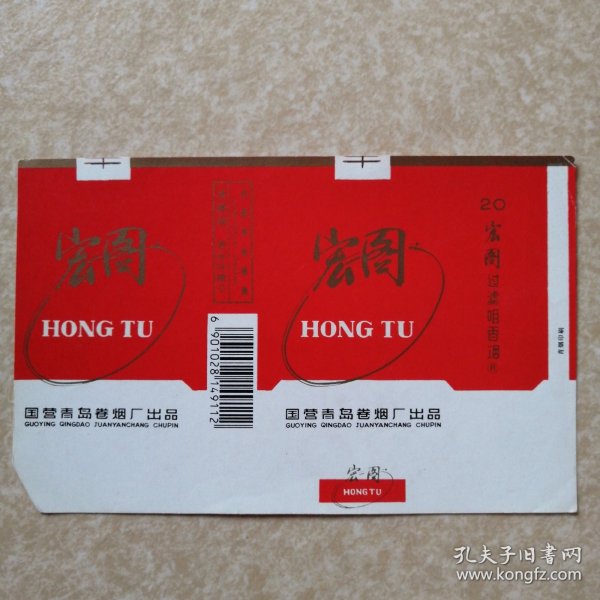 宏图
HONG TU
国营青岛卷烟厂出品
GUOYING QINGDAO JUANYANCHANG CHUPIN
6 901028 149112
宏图
HONG TU
国营青岛卷烟厂出品
GUOYING QINGDAO JUANYANCHANG CHUPIN
20
宏图过滤咀香烟
宏图
HONG TU
孔夫子旧书网
www.kongfz.com